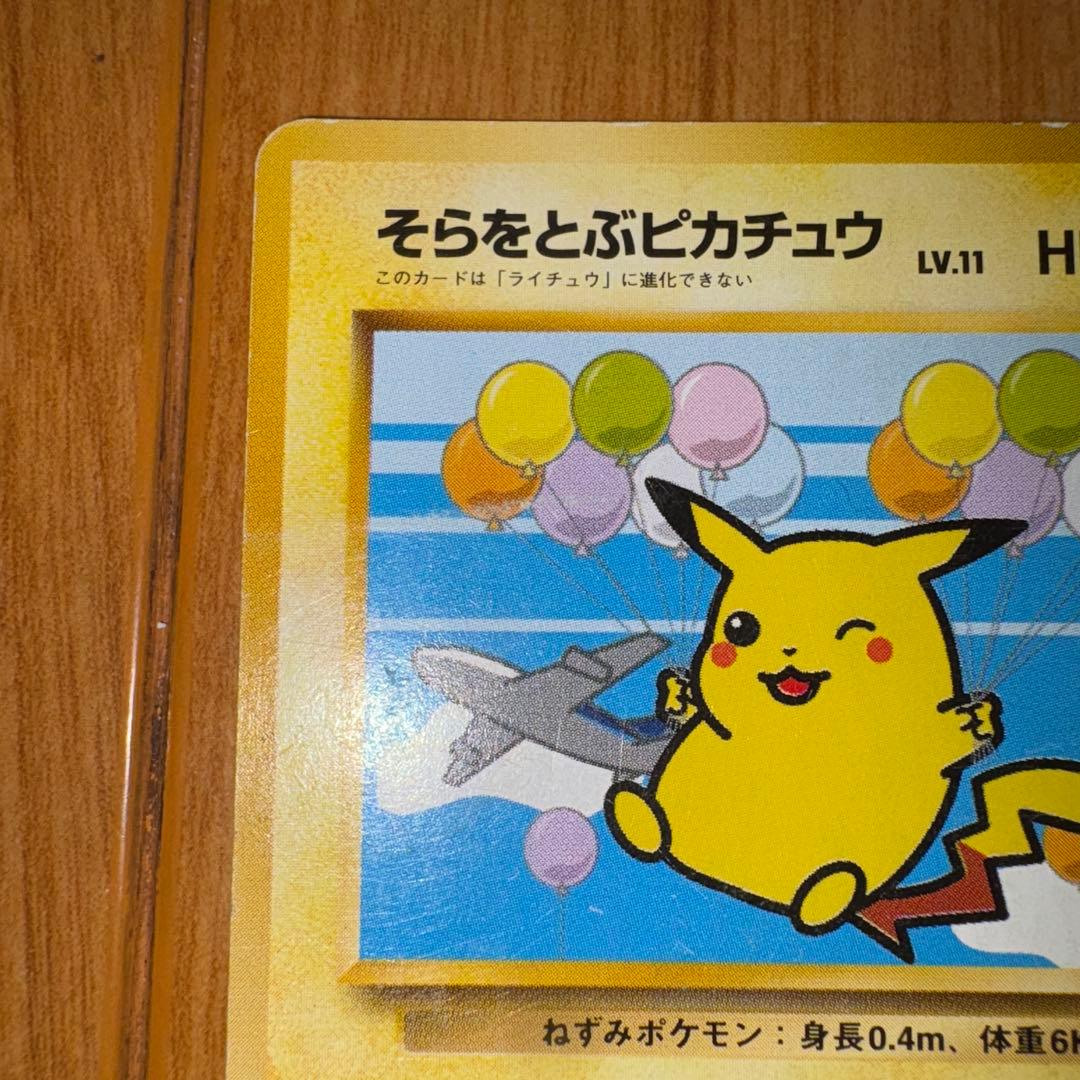 そらをとぶピカチュウ LV.11
このカードは「ライチュウ」に進化できない
ねずみポケモン：身長0.4m、体重6